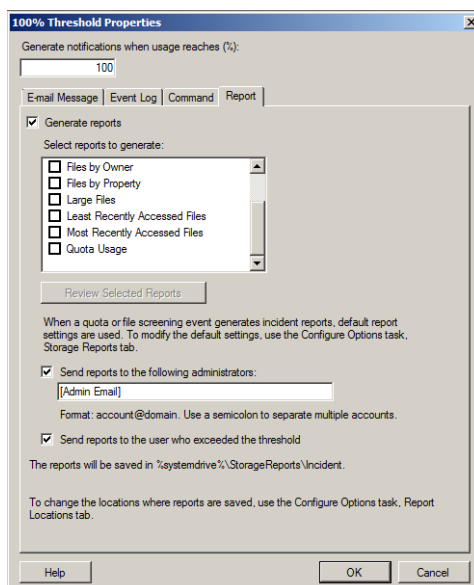 100% Threshold Properties
Generate notifications when usage reaches (%):
100
E-mail Message Event Log Command Report
Generate reports
Select reports to generate:
Files by Owner
Files by Property
Large Files
Least Recently Accessed Files
Most Recently Accessed Files
Quota Usage
Review Selected Reports
When a quota or file screening event generates incident reports, default report
settings are used. To modify the default settings, use the Configure Options task,
Storage Reports tab.
Send reports to the following administrators:
[Admin Email]
Format: account@domain. Use a semicolon to separate multiple accounts.
Send reports to the user who exceeded the threshold
The reports will be saved in %systemdrive%\StorageReports\Incident.
To change the locations where reports are saved, use the Configure Options task, Report
Locations tab.
Help OK Cancel